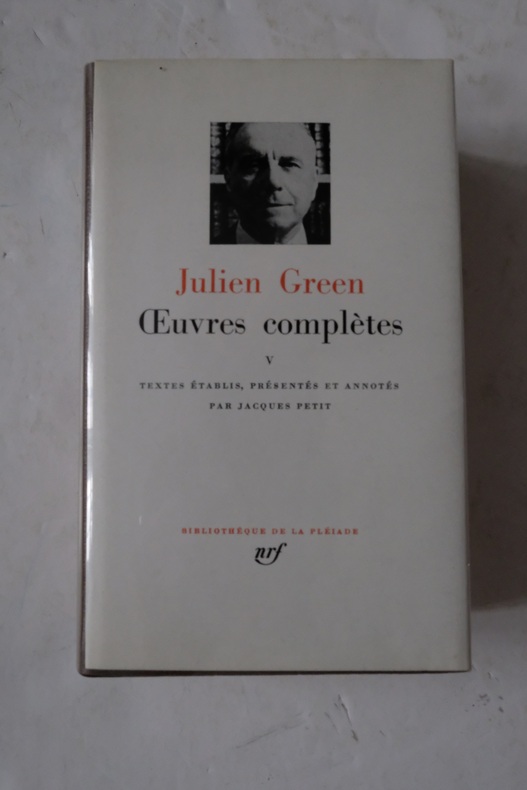 Julien Green
Œuvres complètes
V
TEXTES ÉTABLIS, PRÉSENTÉS ET ANNOTÉS
PAR JACQUES PETIT
BIBLIOTHÈQUE DE LA PLÉIADE
nrf